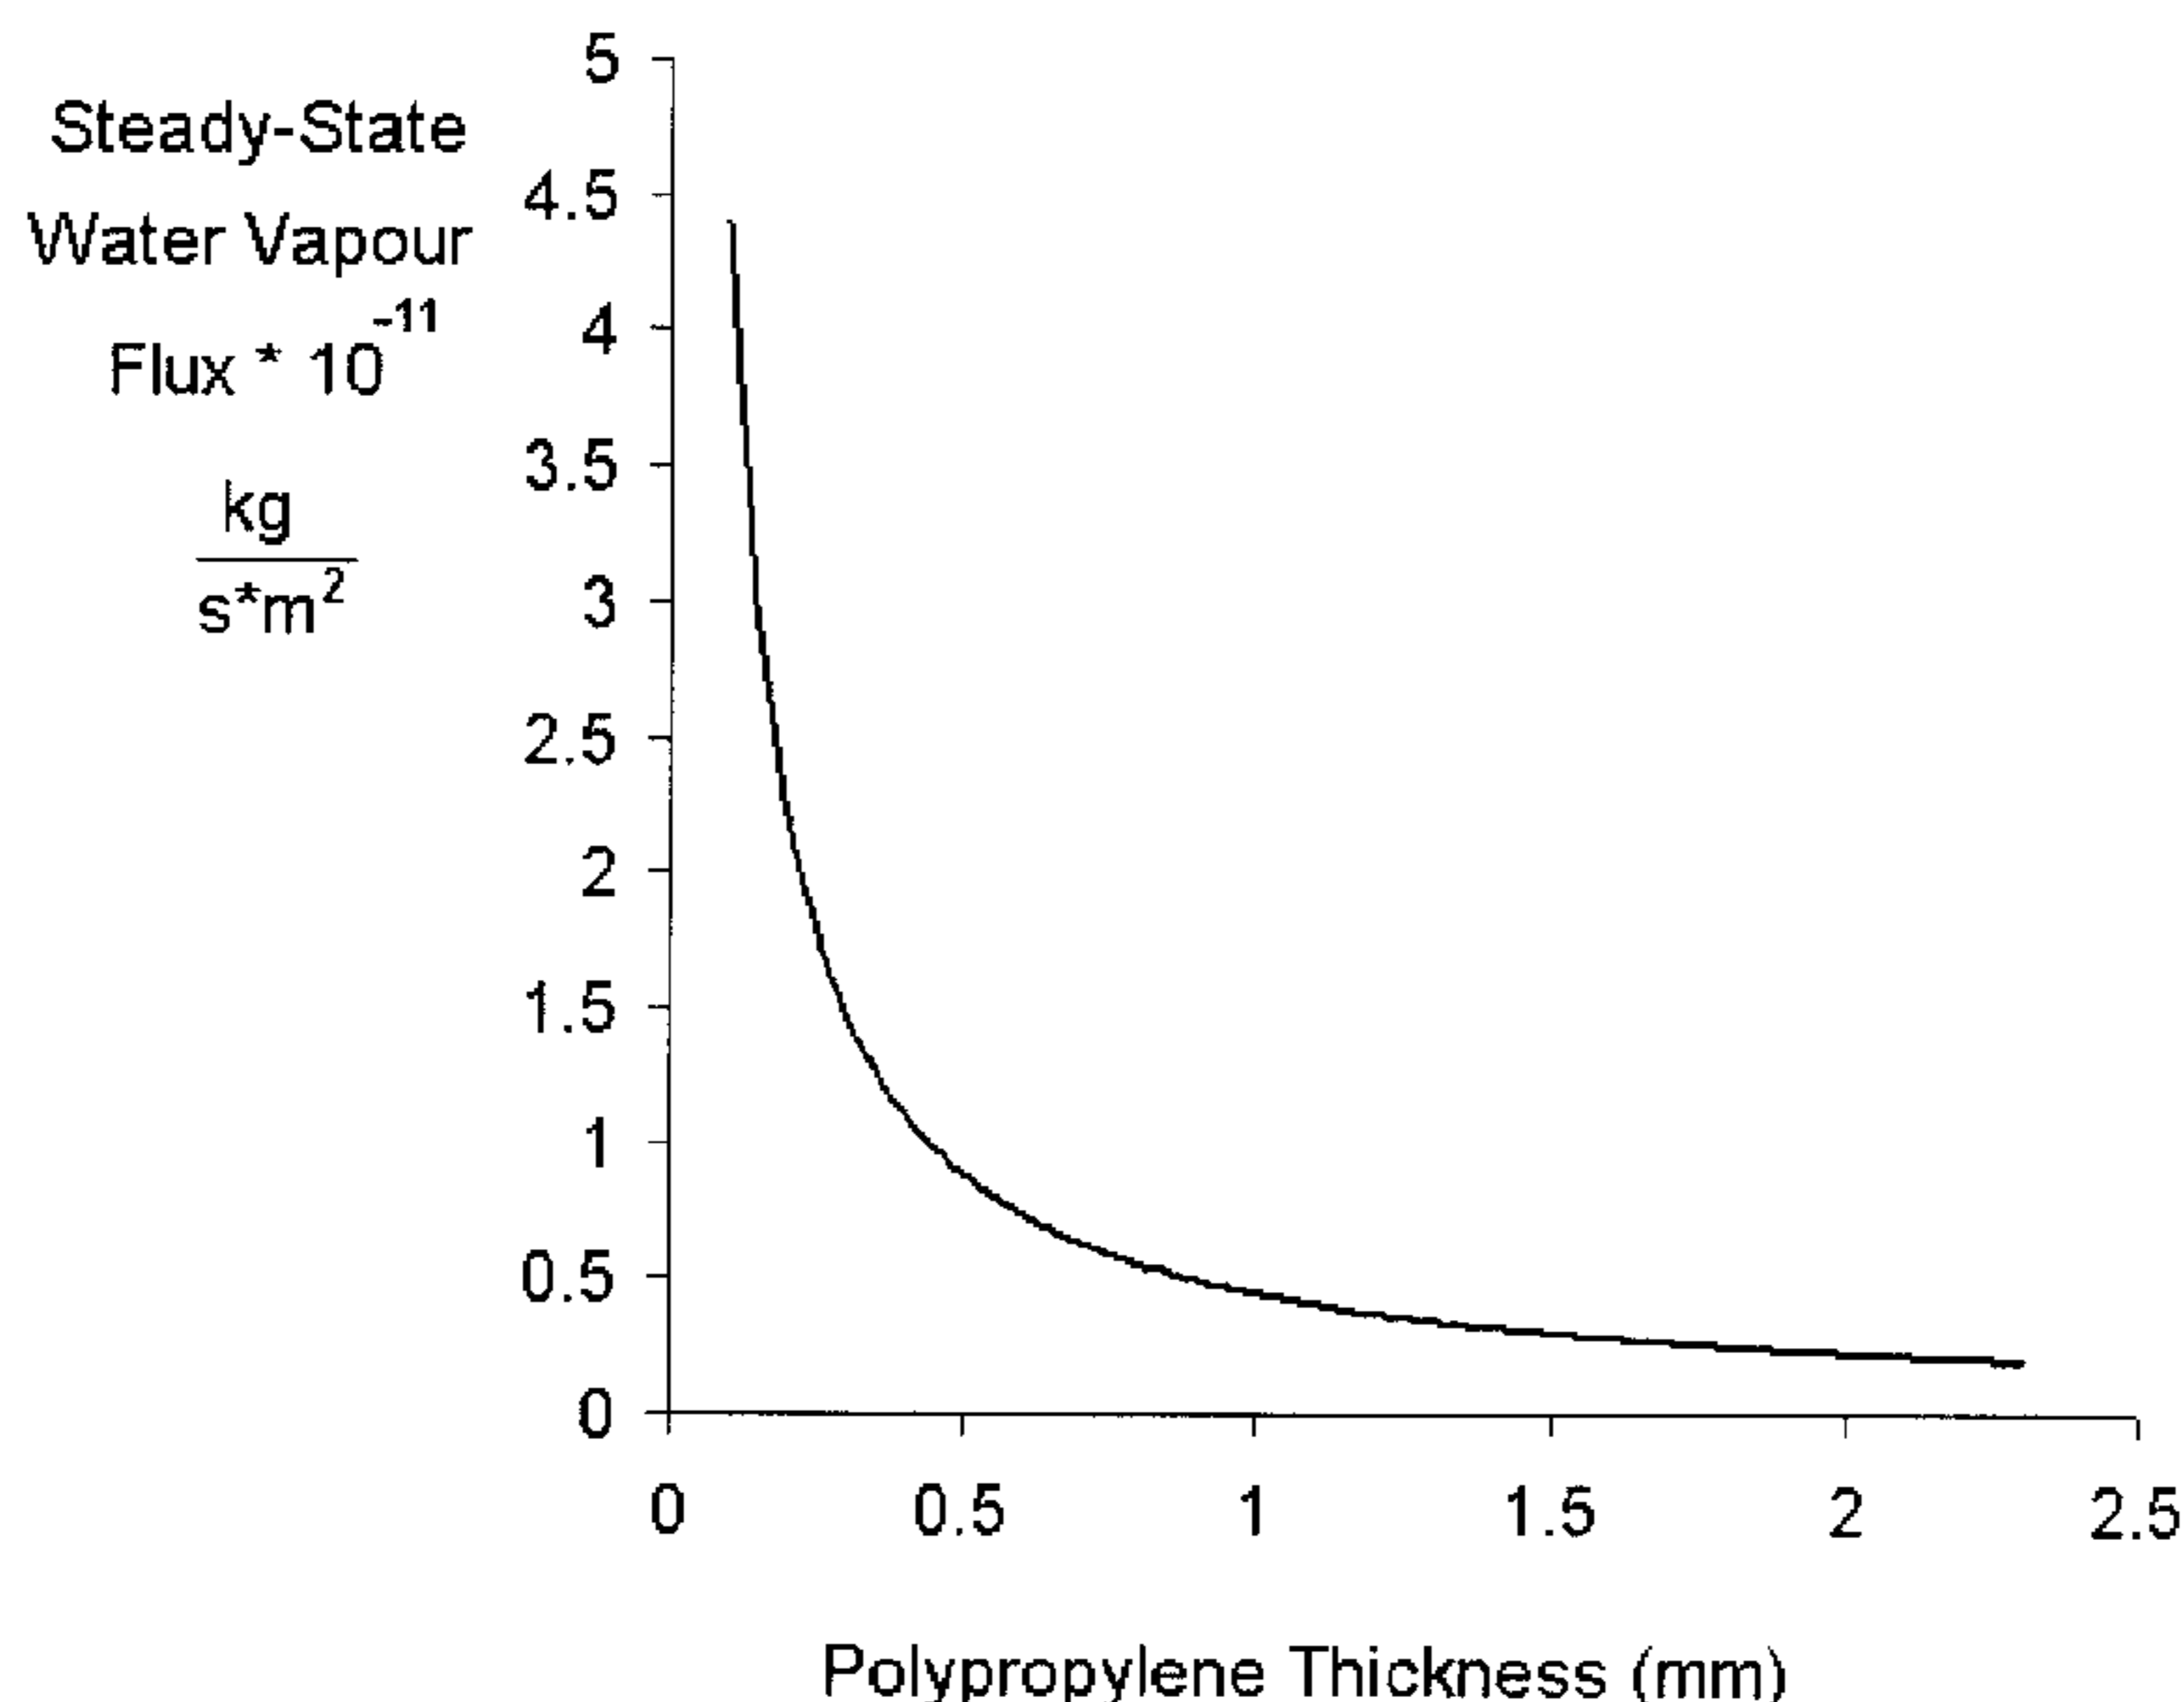 Steady-State
Water Vapour
Flux * 10^-11
kg
s*m^2
5
4.5
4
3.5
3
2.5
2
1.5
1
0.5
0
0 0.5 1 1.5 2 2.5
Polypropylene Thickness (mm)